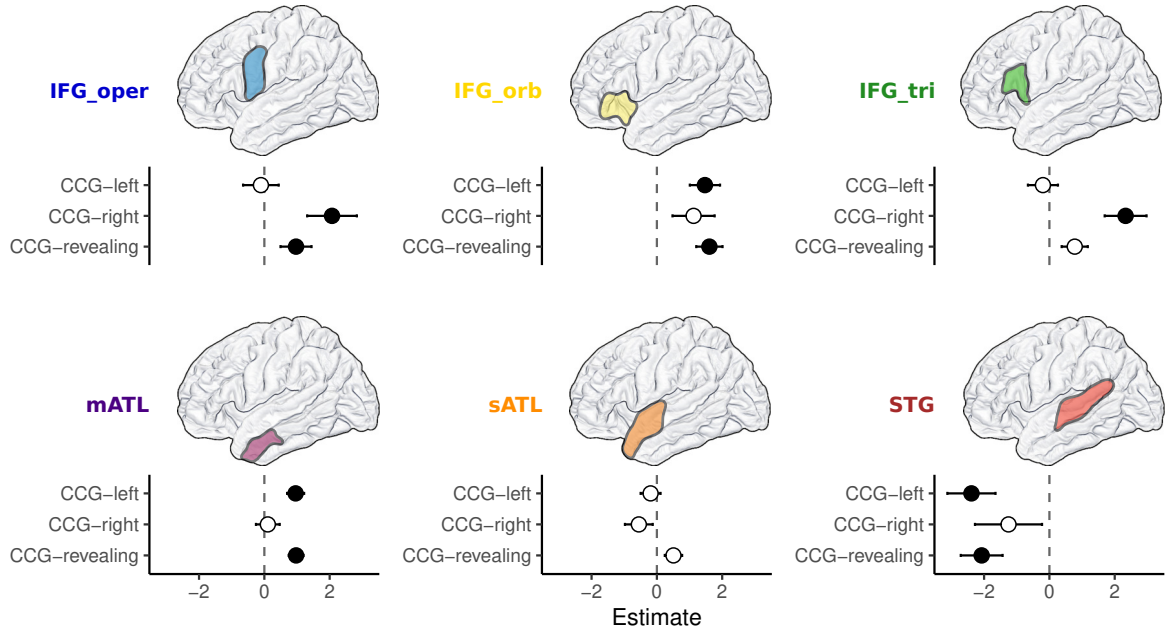 IFG_oper
IFG_orb
IFG_tri
CCG−left
CCG−right
CCG−revealing
CCG−left
CCG−right
CCG−revealing
CCG−left
CCG−right
CCG−revealing
mATL
sATL
STG
CCG−left
CCG−right
CCG−revealing
CCG−left
CCG−right
CCG−revealing
CCG−left
CCG−right
CCG−revealing
−2 0 2
−2 0 2
−2 0 2
Estimate